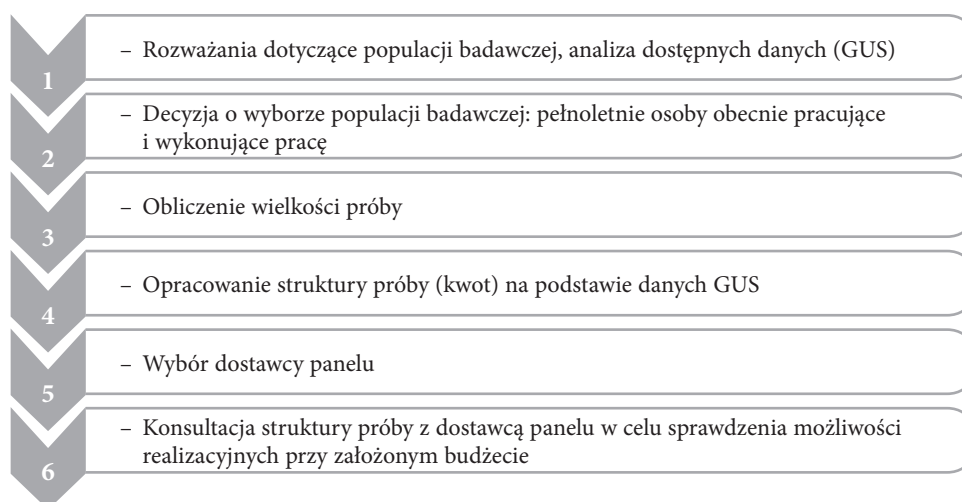 1
– Rozważania dotyczące populacji badawczej, analiza dostępnych danych (GUS)
2
– Decyzja o wyborze populacji badawczej: pełnoletnie osoby obecnie pracujące
i wykonujące pracę
3
– Obliczenie wielkości próby
4
– Opracowanie struktury próby (kwot) na podstawie danych GUS
5
– Wybór dostawcy panelu
6
– Konsultacja struktury próby z dostawcą panelu w celu sprawdzenia możliwości
realizacyjnych przy założonym budżecie